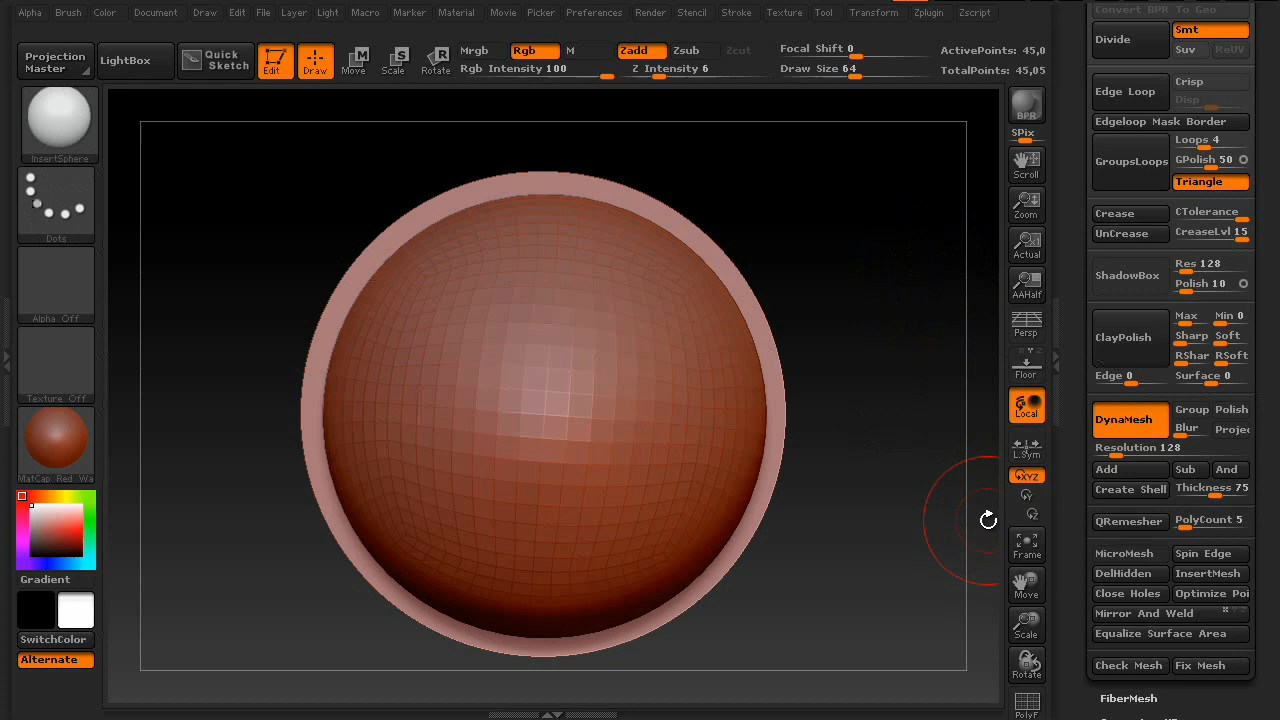 Alpha Brush Color Document Draw Edit File Layer Light Macro Marker Material Movie Picker Preferences Render Stencil Stroke Texture Tool Transform Zplugin Zscript
Projection Master
LightBox
Quick Sketch
Edit
Draw
Move
Scale
Rotate
Mrgb Rgb M Zadd Zsub Zcut
Rgb Intensity 100 Z Intensity 6
Focal Shift 0
Draw Size 64
ActivePoints: 45,0
TotalPoints: 45,05
InsertSphere
Dots
Alpha Off
Texture Off
MatCap Red Wa
Gradient
SwitchColor
Alternate
BPR
SPix
Scroll
Zoom
Actual
AAHalf
Persp
Floor
Local
L.Sym
XYZ
Frame
Move
Scale
Rotate
PolyF
Convert BPR To Geo
Divide Smt
Suv ReUV
Edge Loop Crisp
Disp
Edgeloop Mask Border
GroupsLoops Loops 4
GPolish 50
Triangle
Crease CTolerance
UnCrease CreaseLvl 15
ShadowBox Res 128
Polish 10
ClayPolish Max Min 0
Sharp Soft
RShar RSoft
Edge 0 Surface 0
DynaMesh Group Polish
Blur Projec
Resolution 128
Add Sub And
Create Shell Thickness 75
QRemesher PolyCount 5
MicroMesh Spin Edge
DelHidden InsertMesh
Close Holes Optimize Poi
Mirror And Weld X Y Z
Equalize Surface Area
Check Mesh Fix Mesh
FiberMesh